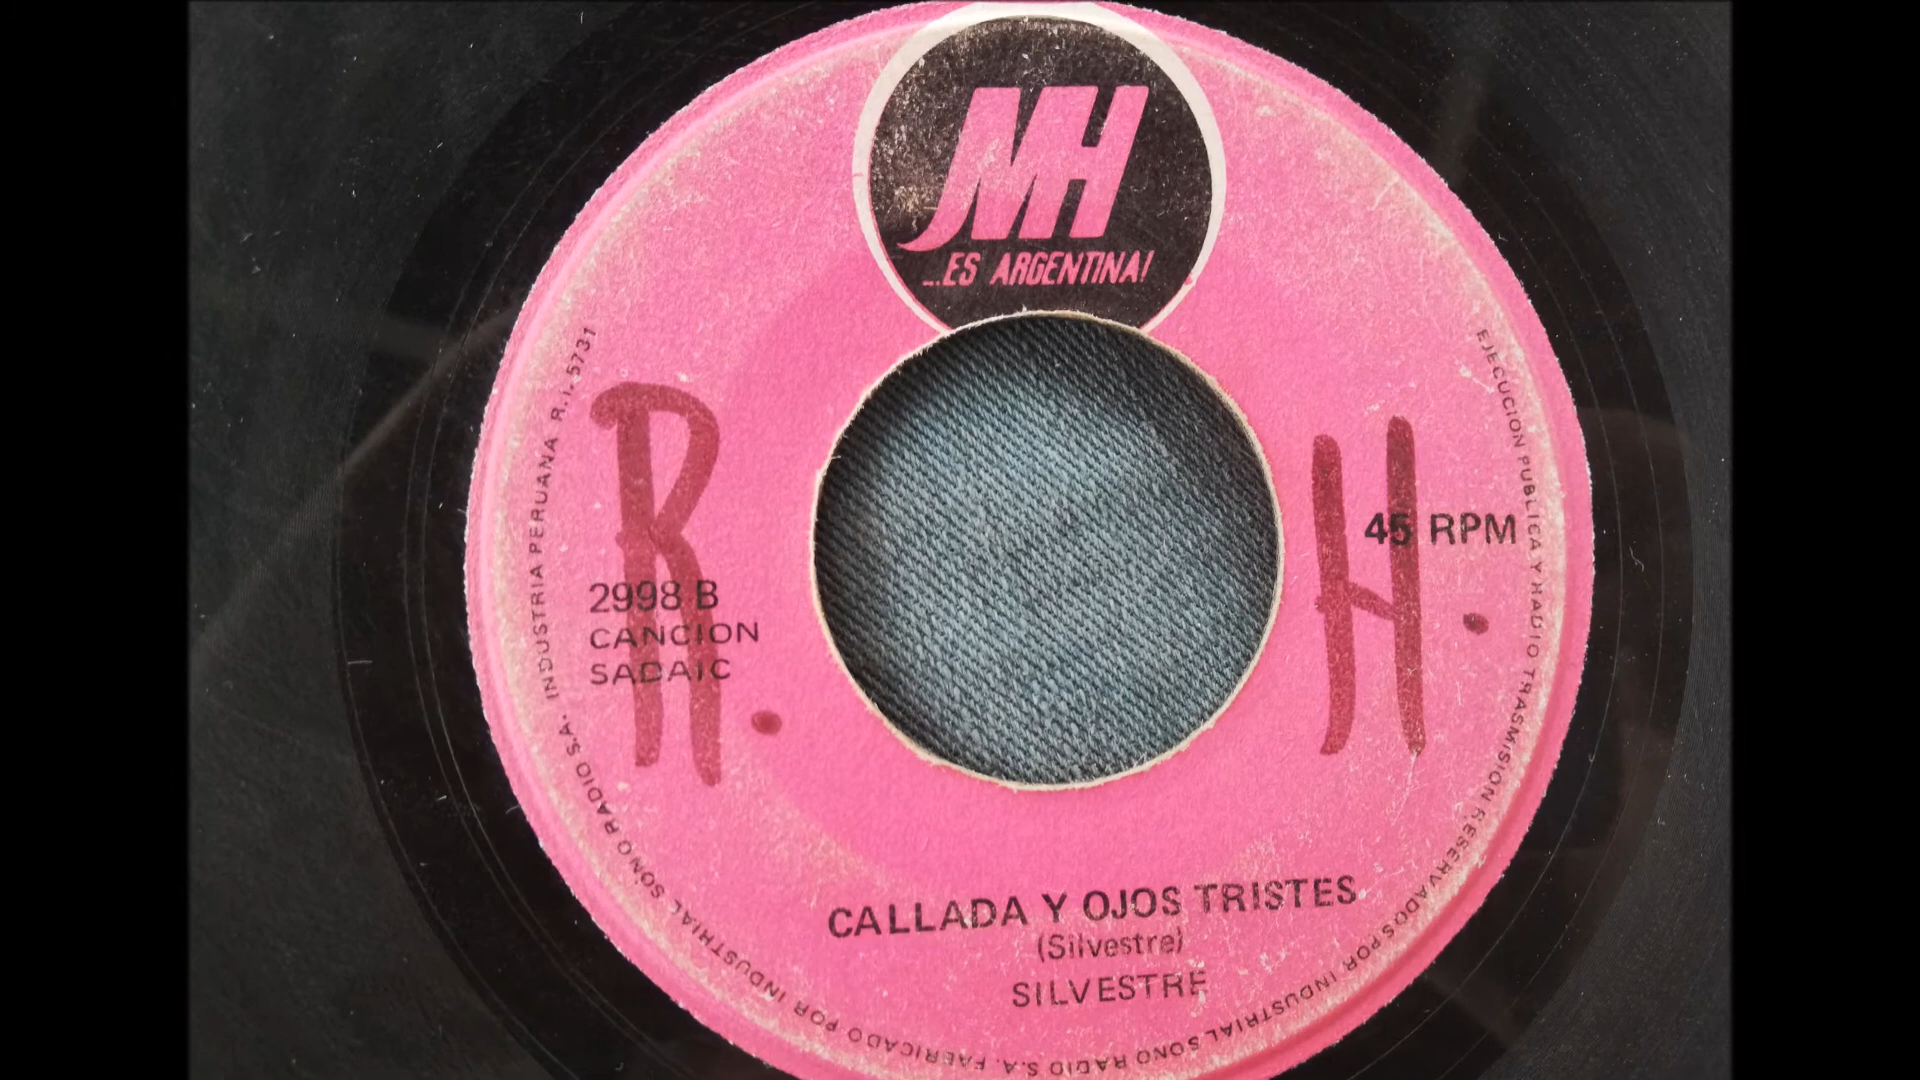 MH
...ES ARGENTINA!
R.
H.
45 RPM
2998 B
CANCION
SADAIC
CALLADA Y OJOS TRISTES
(Silvestre)
SILVESTRE
FABRICADO POR INDUSTRIAL SONO RADIO S.A. INDUSTRIA PERUANA R.I. 5731
EJECUCION PUBLICA Y RADIO TRASMISION RESERVADOS POR INDUSTRIAL SONO RADIO S.A.